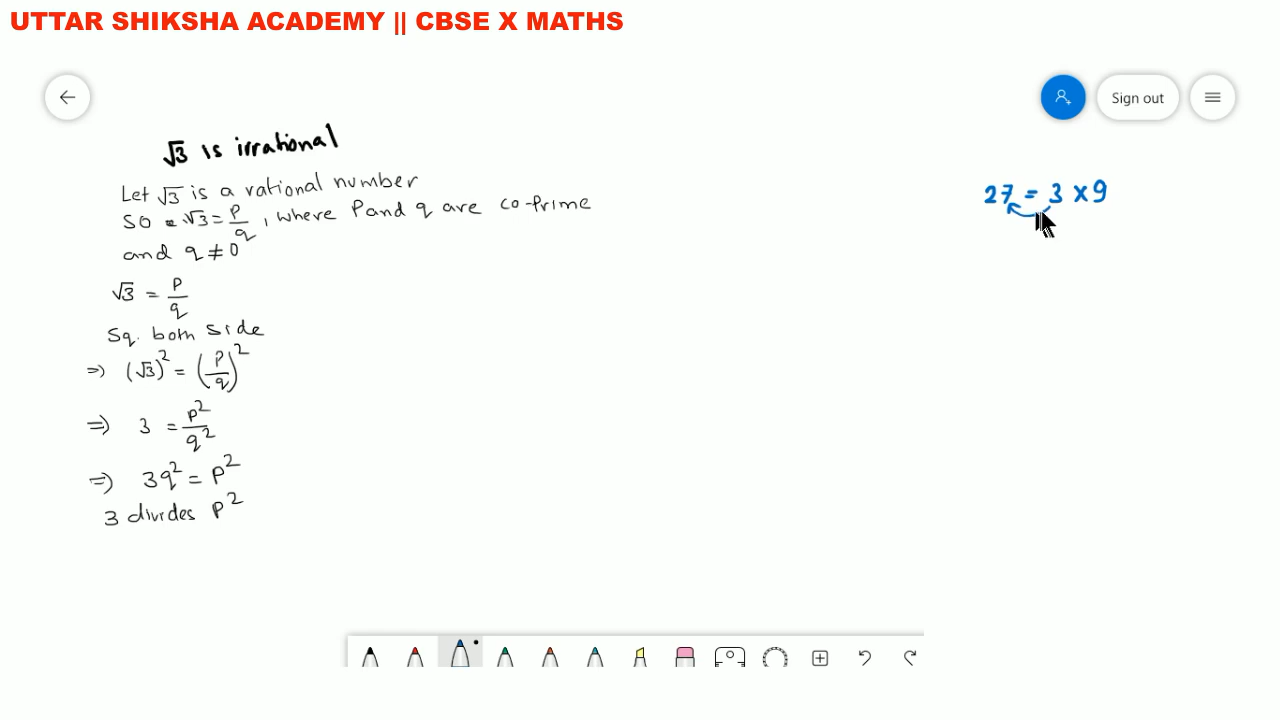 UTTAR SHIKSHA ACADEMY || CBSE X MATHS
Sign out
√3 is irrational
Let √3 is a rational number
So √3 = P/q, where P and q are co-prime
and q ≠ 0
√3 = P/q
Sq. both side
=> (√3)² = (P/q)²
=> 3 = P²/q²
=> 3q² = P²
3 divides P²
27 = 3 × 9